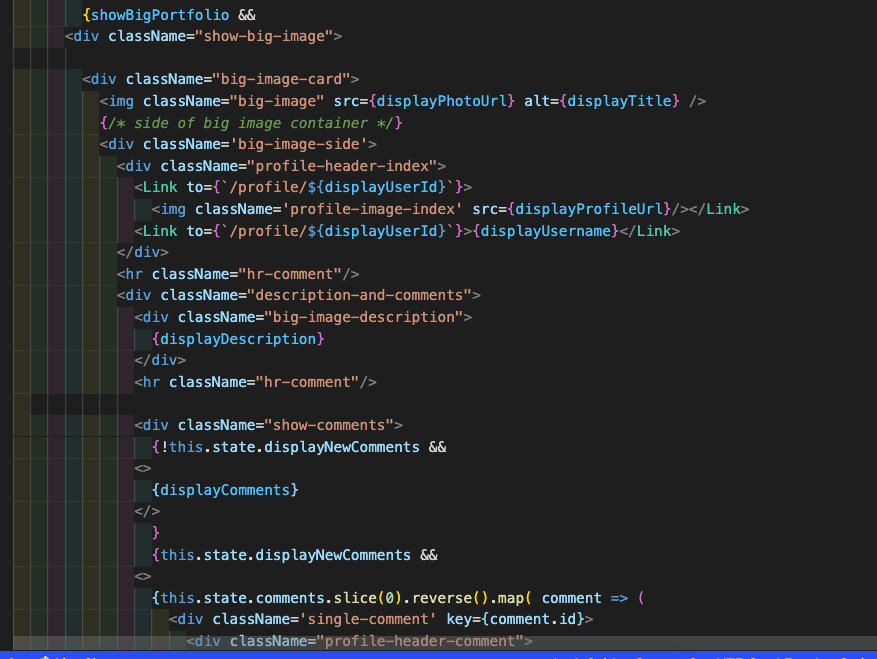 {showBigPortfolio &&
<div className="show-big-image">
<div className="big-image-card">
<img className="big-image" src={displayPhotoUrl} alt={displayTitle} />
{/* side of big image container */}
<div className='big-image-side'>
<div className="profile-header-index">
<Link to={`/profile/${displayUserId}`}>
<img className='profile-image-index' src={displayProfileUrl}/></Link>
<Link to={`/profile/${displayUserId}`}>{displayUsername}</Link>
</div>
<hr className="hr-comment"/>
<div className="description-and-comments">
<div className="big-image-description">
{displayDescription}
</div>
<hr className="hr-comment"/>
<div className="show-comments">
{!this.state.displayNewComments &&
<>
{displayComments}
</>
}
{this.state.displayNewComments &&
<>
{this.state.comments.slice(0).reverse().map( comment => (
<div className='single-comment' key={comment.id}>
<div className="profile-header-comment">